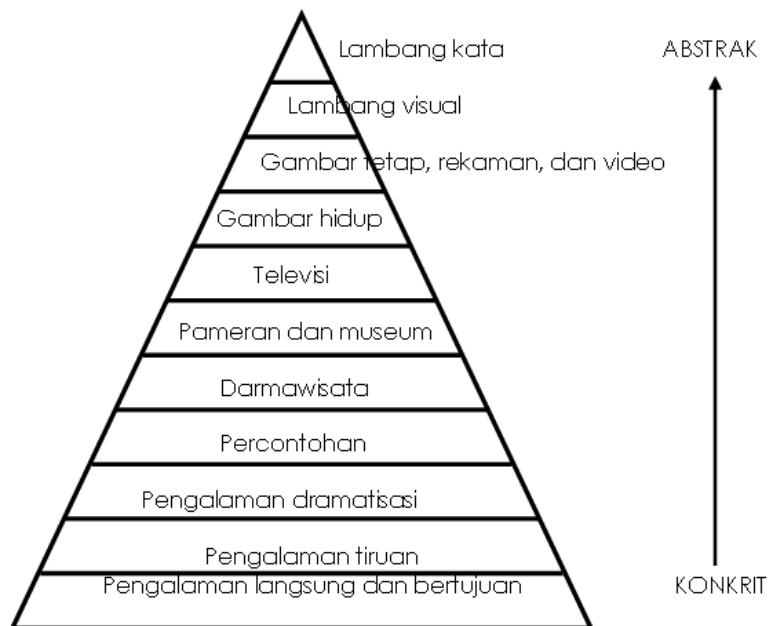 Lambang kata
ABSTRAK
Lambang visual
Gambar tetap, rekaman, dan video
Gambar hidup
Televisi
Pameran dan museum
Darmawisata
Percontohan
Pengalaman dramatisasi
Pengalaman tiruan
Pengalaman langsung dan bertujuan
KONKRIT